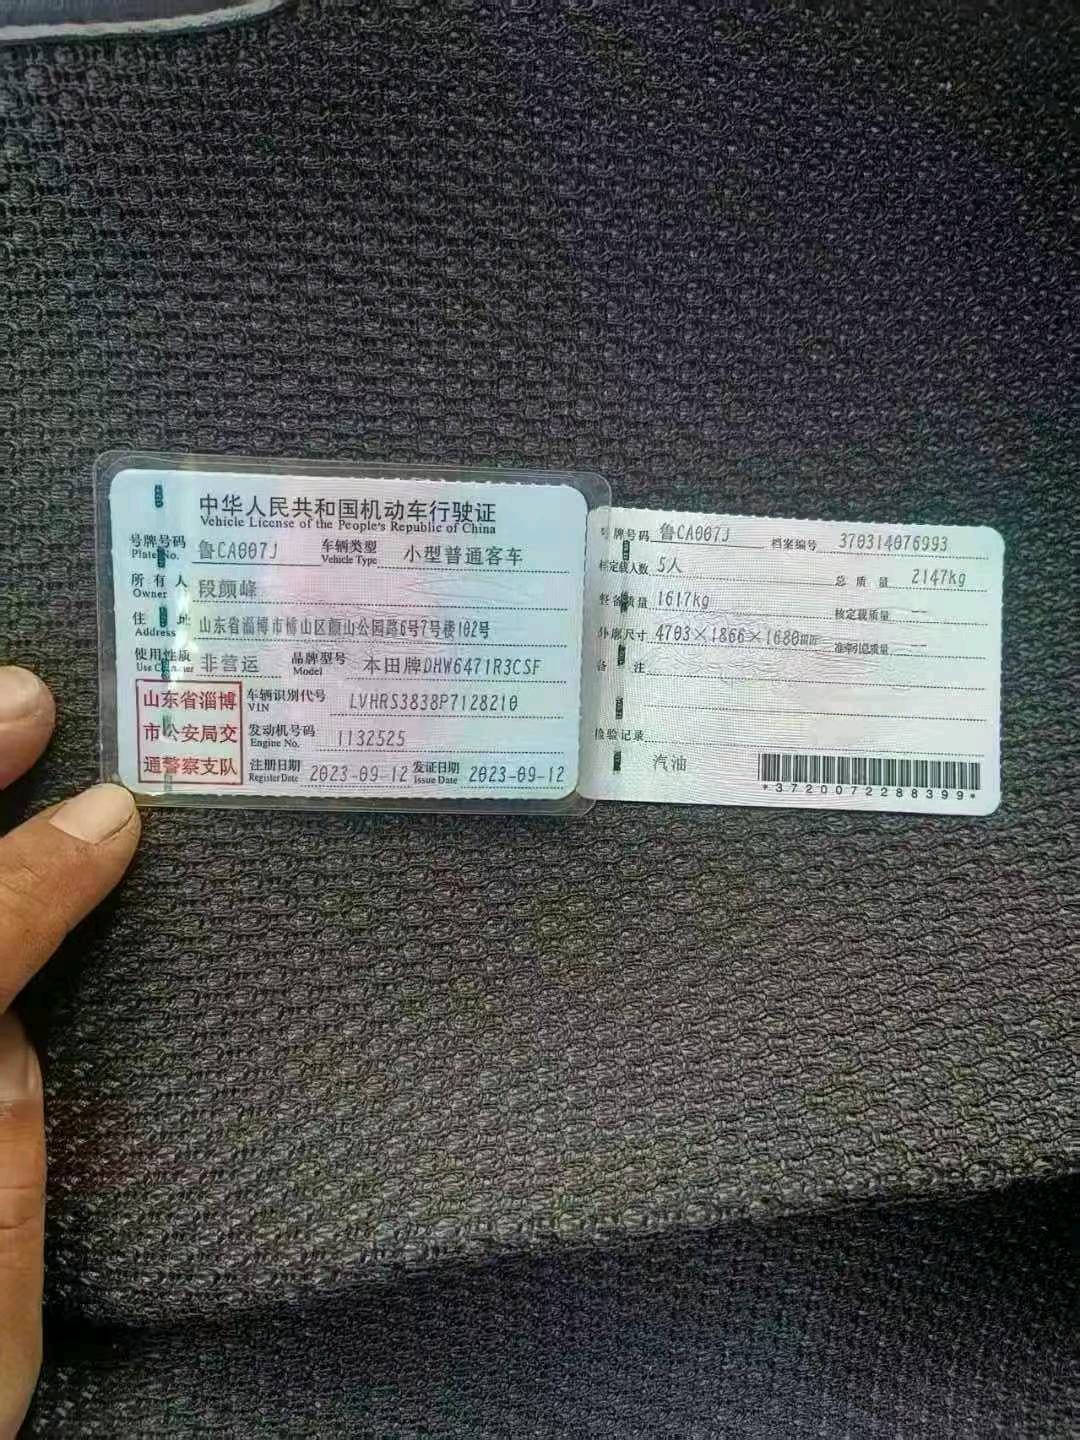 中华人民共和国机动车行驶证
Vehicle License of the People's Republic of China
号牌号码 鲁CA007J 车辆类型 小型普通客车
Plate No. Vehicle Type
所有人 段颜峰
Owner
住址 山东省淄博市博山区颜山公园路6号7号楼102号
Address
使用性质 非营运 品牌型号 本田牌DHW6471R3CSF
Use Character Model
山东省淄博
市公安局交
通警察支队
车辆识别代号 LVHRS3838P7128210
VIN
发动机号码 1132525
Engine No.
注册日期 2023-09-12 发证日期 2023-09-12
Register Date Issue Date
号牌号码 鲁CA007J 档案编号 370314076993
核定载人数 5人 总质量 2147kg
整备质量 1617kg 核定载质量 --
外廓尺寸 4703×1866×1680mm 准牵引总质量 --
备注
检验记录
汽油
*3720072288399*